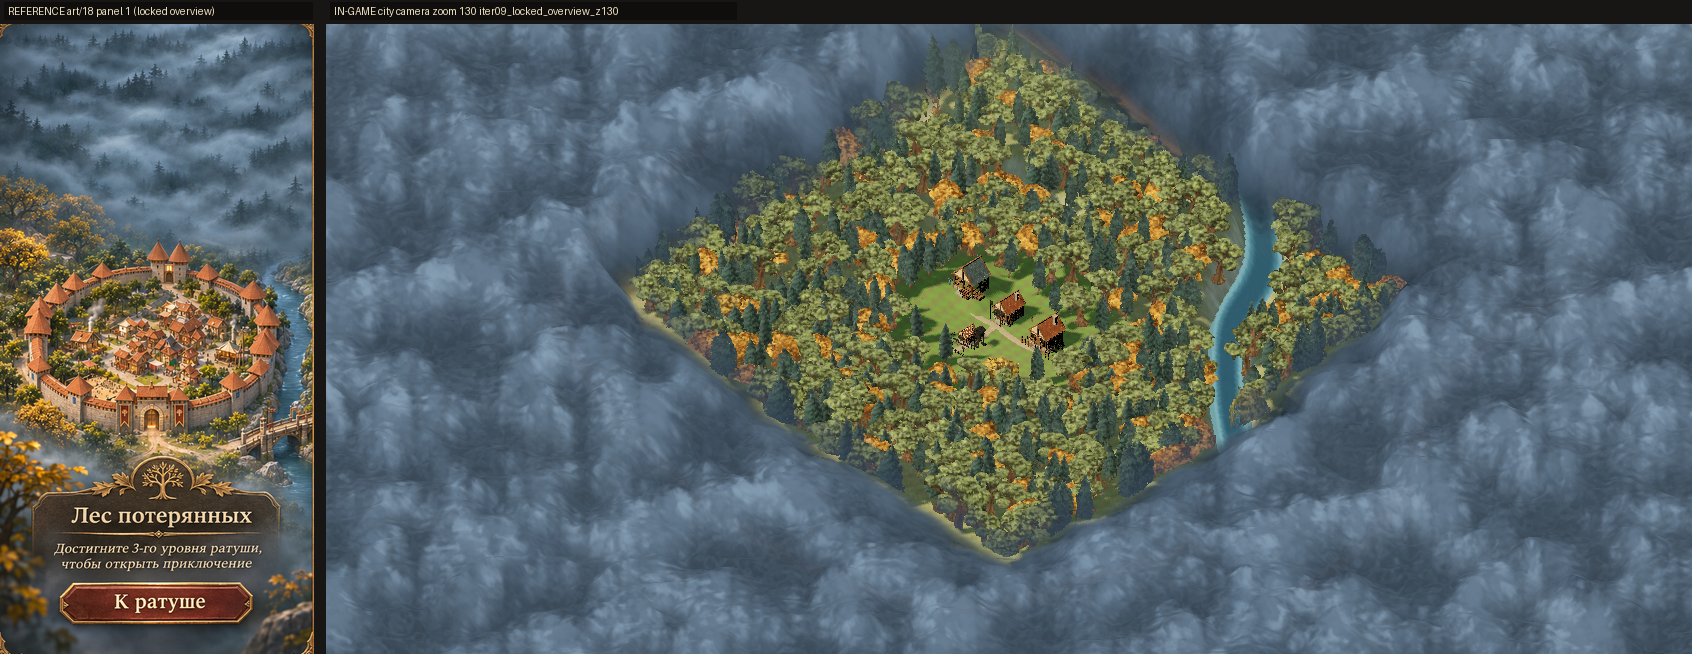 REFERENCE art/18 panel 1 (locked overview)
IN-GAME city camera zoom 130 iter09_locked_overview_z130
Лес потерянных
Достигните 3-го уровня ратуши,
чтобы открыть приключение
К ратуше